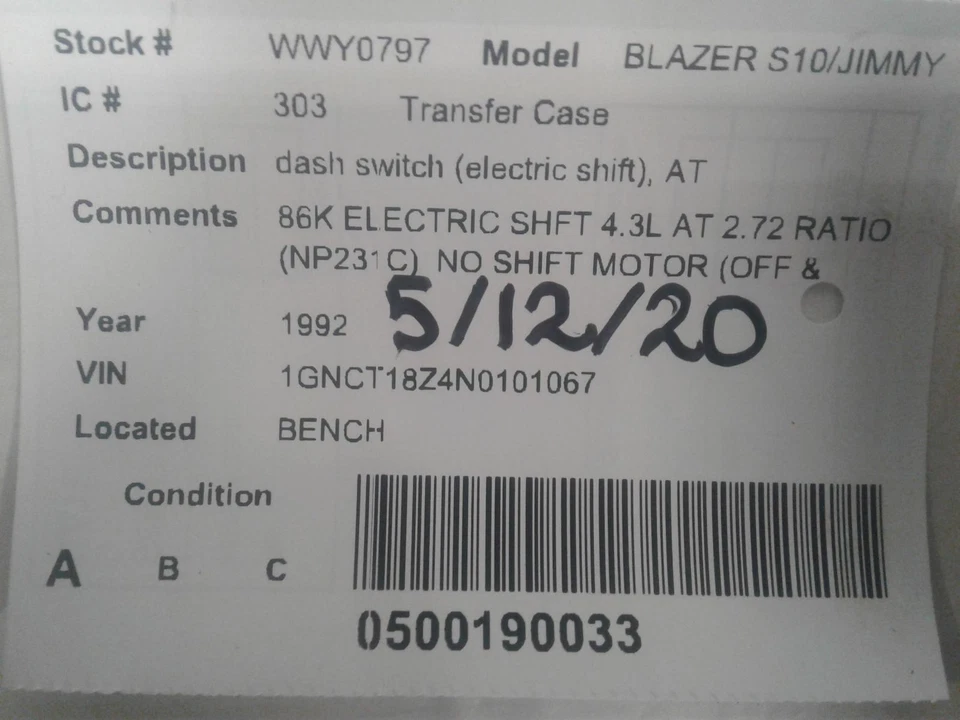 Stock # WWY0797 Model BLAZER S10/JIMMY
IC # 303 Transfer Case
Description dash switch (electric shift), AT
Comments 86K ELECTRIC SHFT 4.3L AT 2.72 RATIO
(NP231C) NO SHIFT MOTOR (OFF &
5/12/20
Year 1992
VIN 1GNCT18Z4N0101067
Located BENCH
Condition
A B C
0500190033